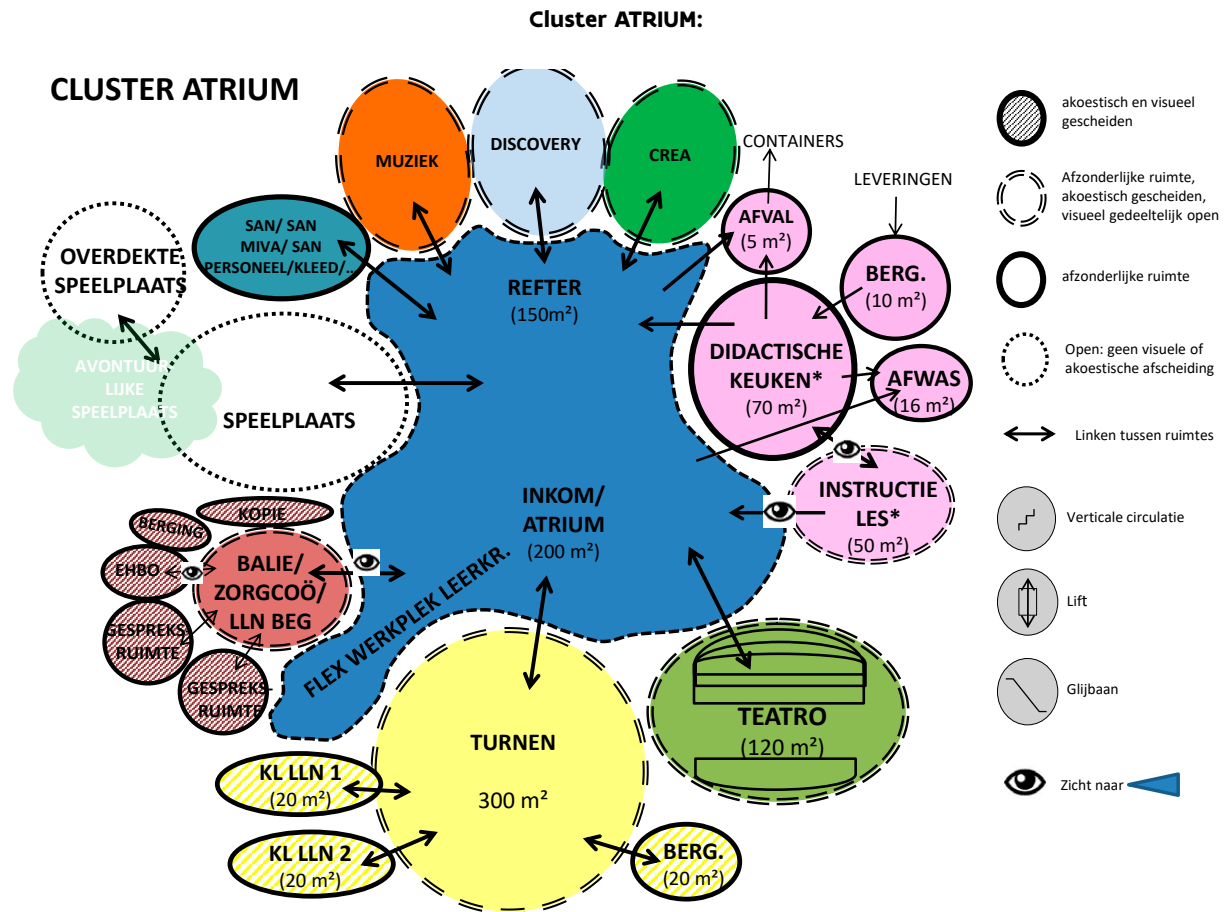 Cluster ATRIUM:
CLUSTER ATRIUM
MUZIEK
DISCOVERY
CREA
CONTAINERS
LEVERINGEN
AFVAL
(5 m²)
BERG.
(10 m²)
SAN/ SAN
MIVA/ SAN
PERSONEEL/KLEED/..
OVERDEKTE
SPEELPLAATS
AVONTUUR
LIJKE
SPEELPLAATS
SPEELPLAATS
REFTER
(150m²)
DIDACTISCHE
KEUKEN*
(70 m²)
AFWAS
(16 m²)
INSTRUCTIE
LES*
(50 m²)
INKOM/
ATRIUM
(200 m²)
KOPIE
BERGING
EHBO
BALIE/
ZORGCOÖ/
LLN BEG
GESPREKS
RUIMTE
GESPREKS
RUIMTE
FLEX WERKPLEK LEERKR.
TEATRO
(120 m²)
TURNEN
300 m²
KL LLN 1
(20 m²)
KL LLN 2
(20 m²)
BERG.
(20 m²)
akoestisch en visueel
gescheiden
Afzonderlijke ruimte,
akoestisch gescheiden,
visueel gedeeltelijk open
afzonderlijke ruimte
Open: geen visuele of
akoestische afscheiding
Linken tussen ruimtes
Verticale circulatie
Lift
Glijbaan
Zicht naar